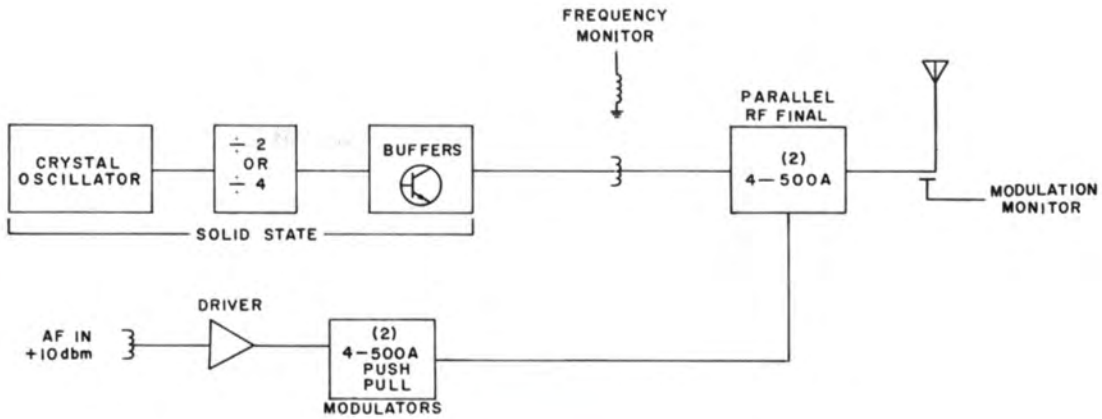 FREQUENCY
MONITOR
CRYSTAL
OSCILLATOR
÷ 2
OR
÷ 4
BUFFERS
PARALLEL
RF FINAL
(2)
4-500A
MODULATION
MONITOR
SOLID STATE
DRIVER
AF IN
+10dbm
(2)
4-500A
PUSH
PULL
MODULATORS